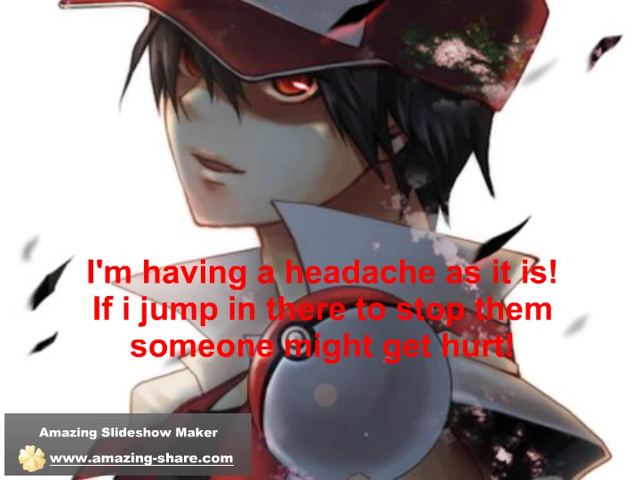 I'm having a headache as it is!
If i jump in there to stop them
someone might get hurt!
Amazing Slideshow Maker
www.amazing-share.com